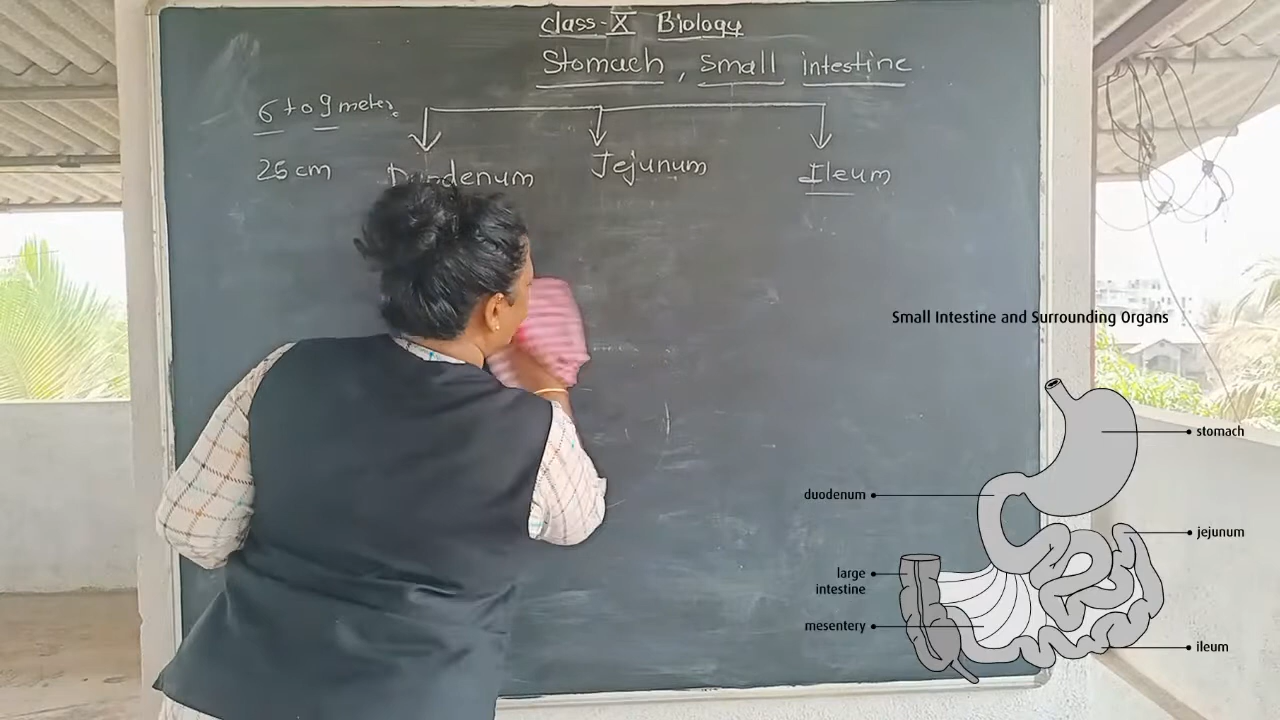 class-X Biology
Stomach, small intestine.
6 to 9 meter.
25 cm Duodenum Jejunum Ileum
Small Intestine and Surrounding Organs
stomach
duodenum
jejunum
large
intestine
mesentery
ileum